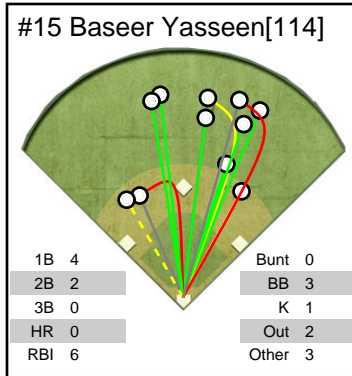 #15 Baseer Yasseen[114]
1B 4 Bunt 0
2B 2 BB 3
3B 0 K 1
HR 0 Out 2
RBI 6 Other 3